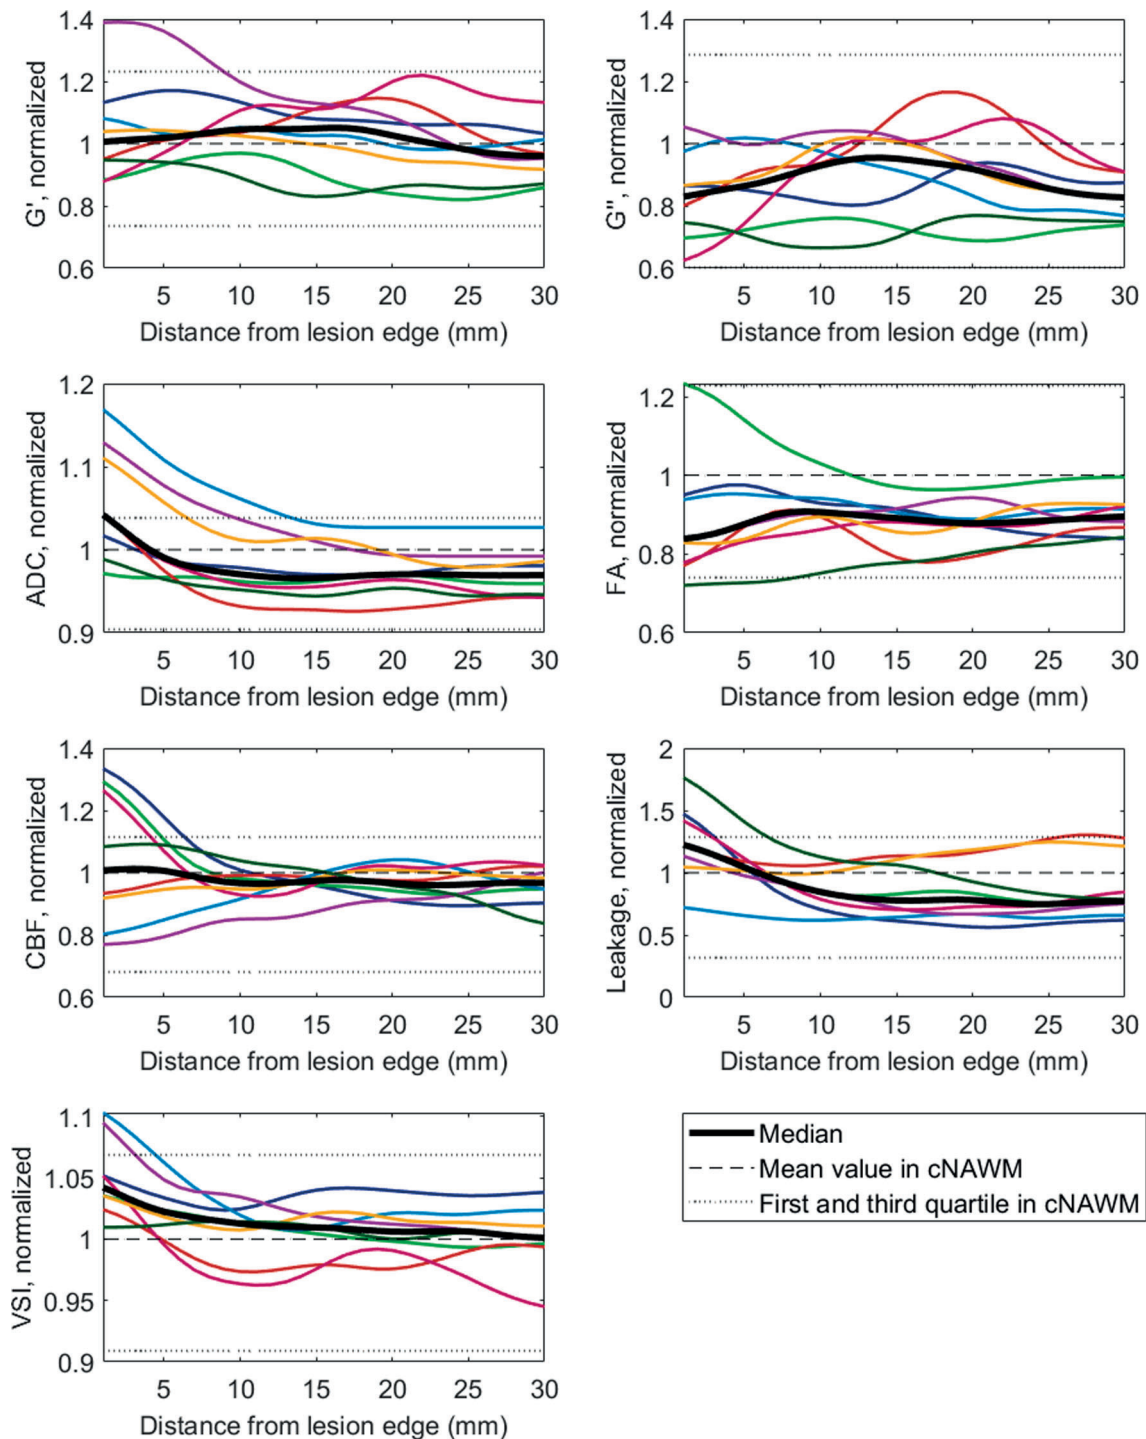 G', normalized
1.4
1.2
1
0.8
0.6
5 10 15 20 25 30
Distance from lesion edge (mm)
G'', normalized
1.4
1.2
1
0.8
0.6
5 10 15 20 25 30
Distance from lesion edge (mm)
ADC, normalized
1.2
1.1
1
0.9
5 10 15 20 25 30
Distance from lesion edge (mm)
FA, normalized
1.2
1
0.8
0.6
5 10 15 20 25 30
Distance from lesion edge (mm)
CBF, normalized
1.4
1.2
1
0.8
0.6
5 10 15 20 25 30
Distance from lesion edge (mm)
Leakage, normalized
2
1.5
1
0.5
0
5 10 15 20 25 30
Distance from lesion edge (mm)
VSI, normalized
1.1
1.05
1
0.95
0.9
5 10 15 20 25 30
Distance from lesion edge (mm)
Median
Mean value in cNAWM
First and third quartile in cNAWM